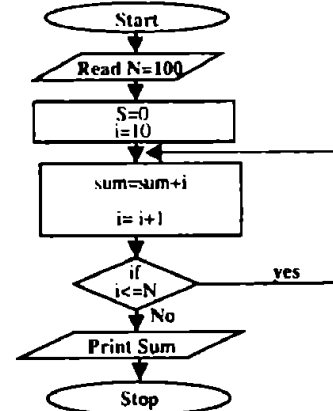 Start
Read N=100
S=0
i=10
sum=sum+i
i= i+1
if
i<=N
yes
No
Print Sum
Stop